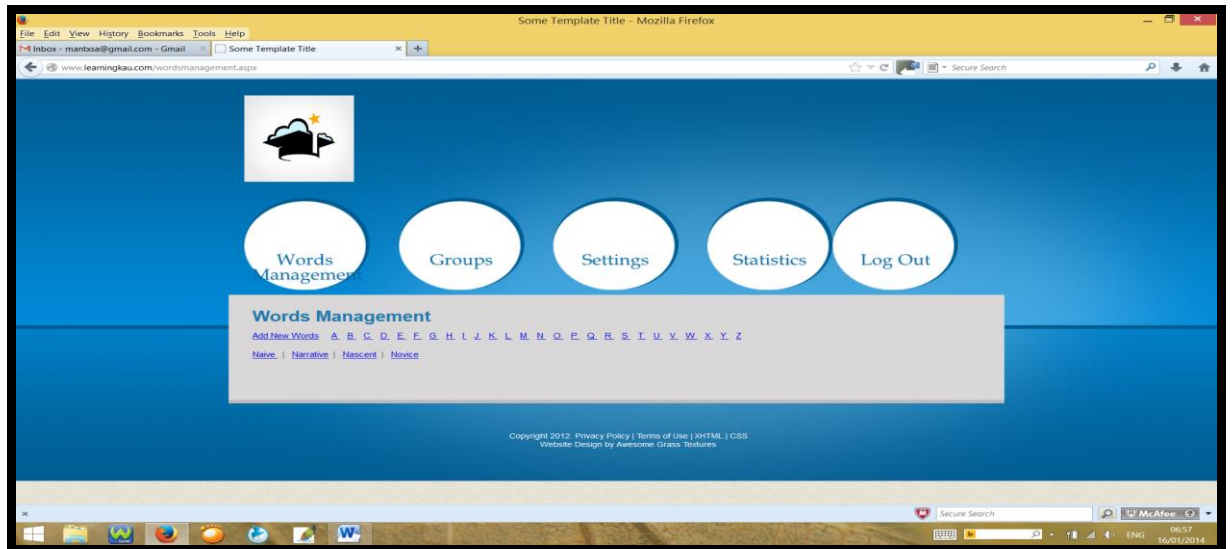 Some Template Title - Mozilla Firefox
File Edit View History Bookmarks Tools Help
Inbox - mantxsa@gmail.com - Gmail × Some Template Title × +
www.learningkau.com/wordsmanagement.aspx Secure Search
Words Management Groups Settings Statistics Log Out
Words Management
Add New Words A B C D E F G H I J K L M N O P Q R S T U V W X Y Z
Naive | Narrative | Nascent | Novice
Copyright 2012. Privacy Policy | Terms of Use | XHTML | CSS
Website Design by Awesome Grass Textures
× Secure Search McAfee
W ENG 06:57
16/01/2014